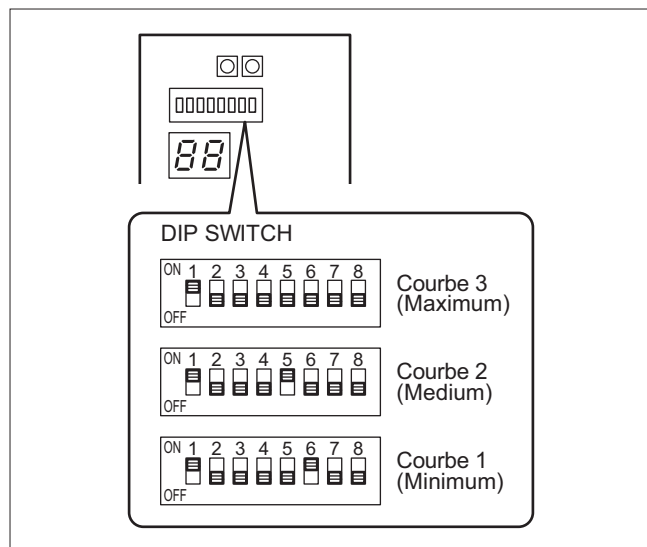 88
DIP SWITCH
ON 1 2 3 4 5 6 7 8
OFF
Courbe 3
(Maximum)
ON 1 2 3 4 5 6 7 8
OFF
Courbe 2
(Medium)
ON 1 2 3 4 5 6 7 8
OFF
Courbe 1
(Minimum)